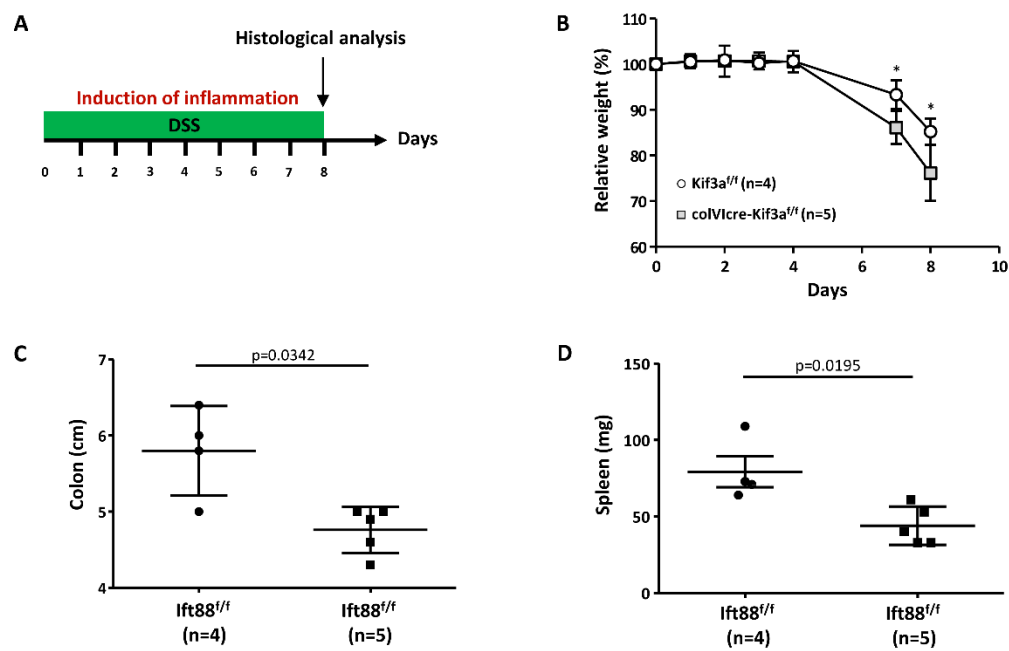 A
Histological analysis
Induction of inflammation
DSS
Days
0 1 2 3 4 5 6 7 8
B
Relative weight (%)
110
100
90
80
70
60
* *
Kif3a^f/f (n=4)
colVIcre-Kif3a^f/f (n=5)
0 2 4 6 8 10
Days
C
Colon (cm)
7
6
5
4
p=0.0342
Ift88^f/f Ift88^f/f
(n=4) (n=5)
D
Spleen (mg)
150
100
50
0
p=0.0195
Ift88^f/f Ift88^f/f
(n=4) (n=5)